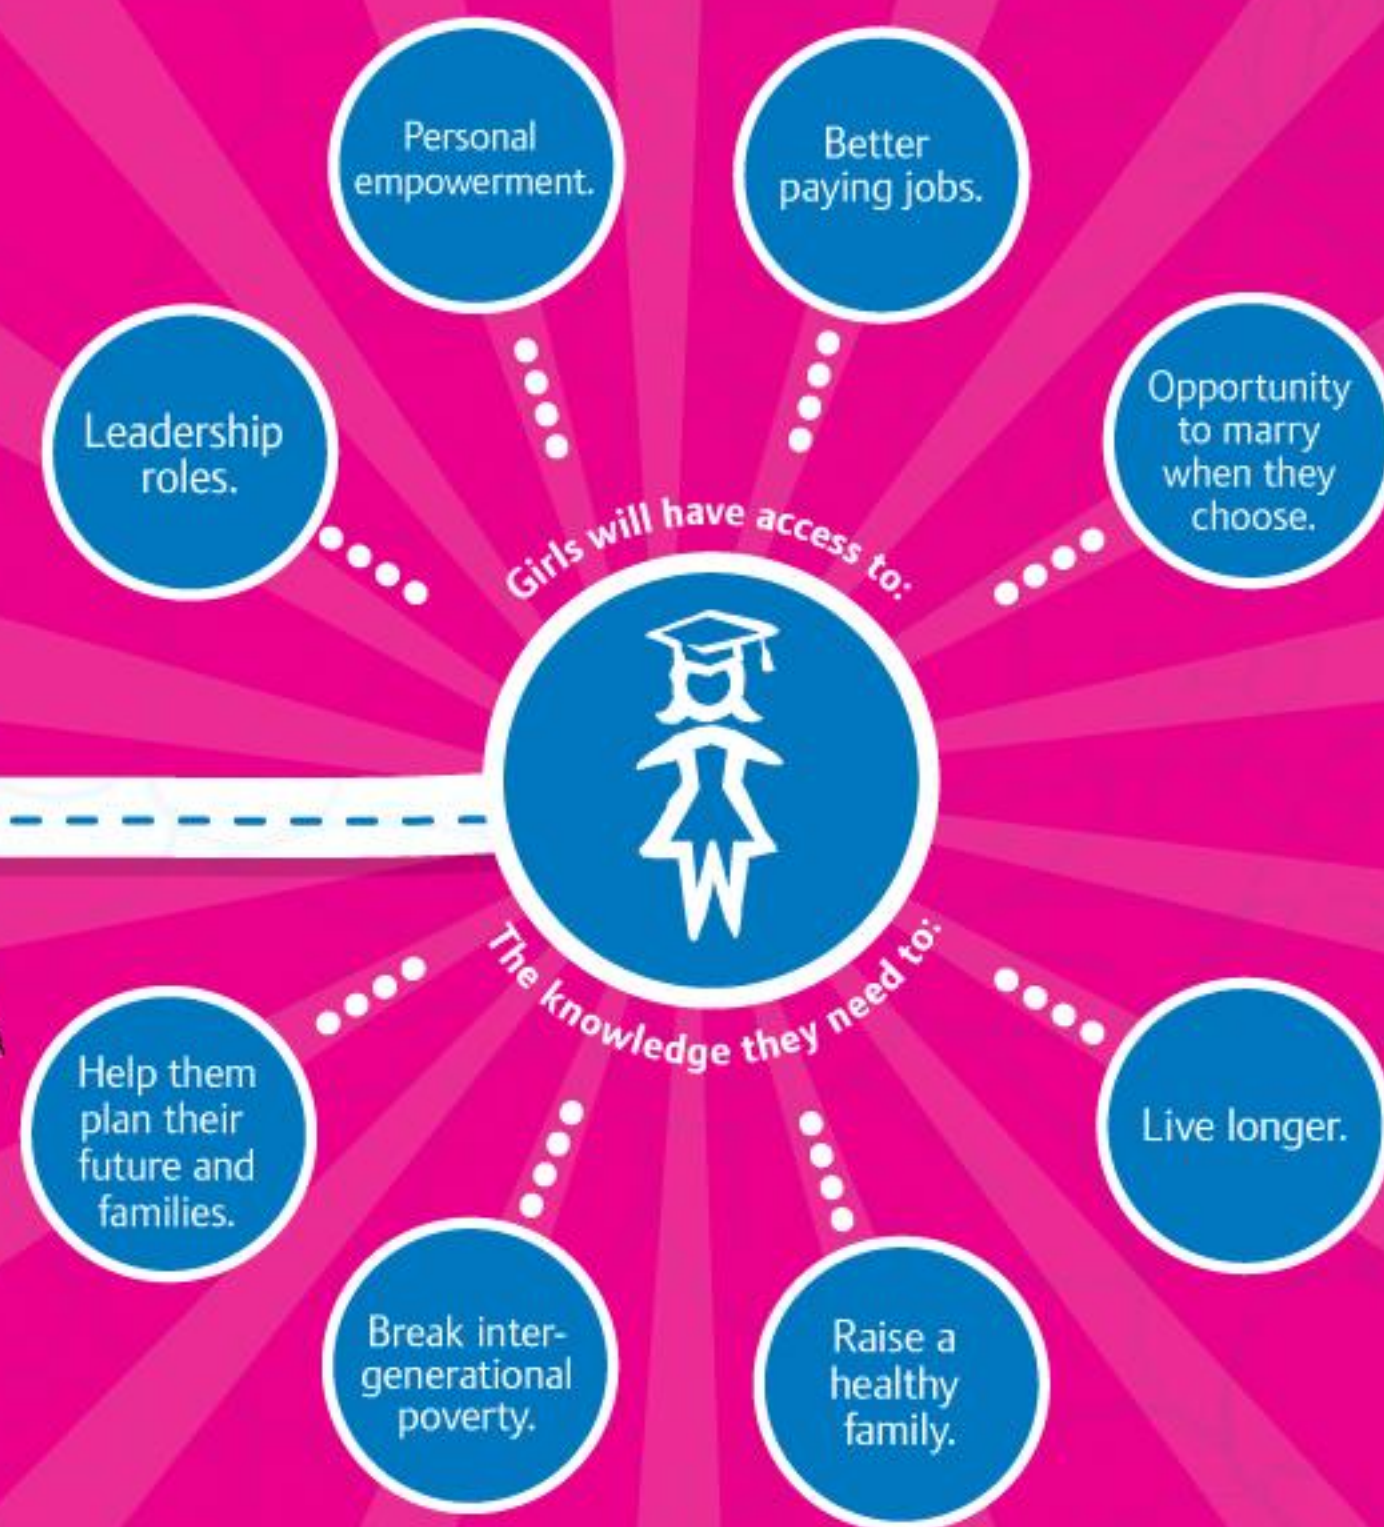 Personal
empowerment.
Better
paying jobs.
Leadership
roles.
Opportunity
to marry
when they
choose.
Girls will have access to:
The knowledge they need to:
Help them
plan their
future and
families.
Break inter-
generational
poverty.
Raise a
healthy
family.
Live longer.